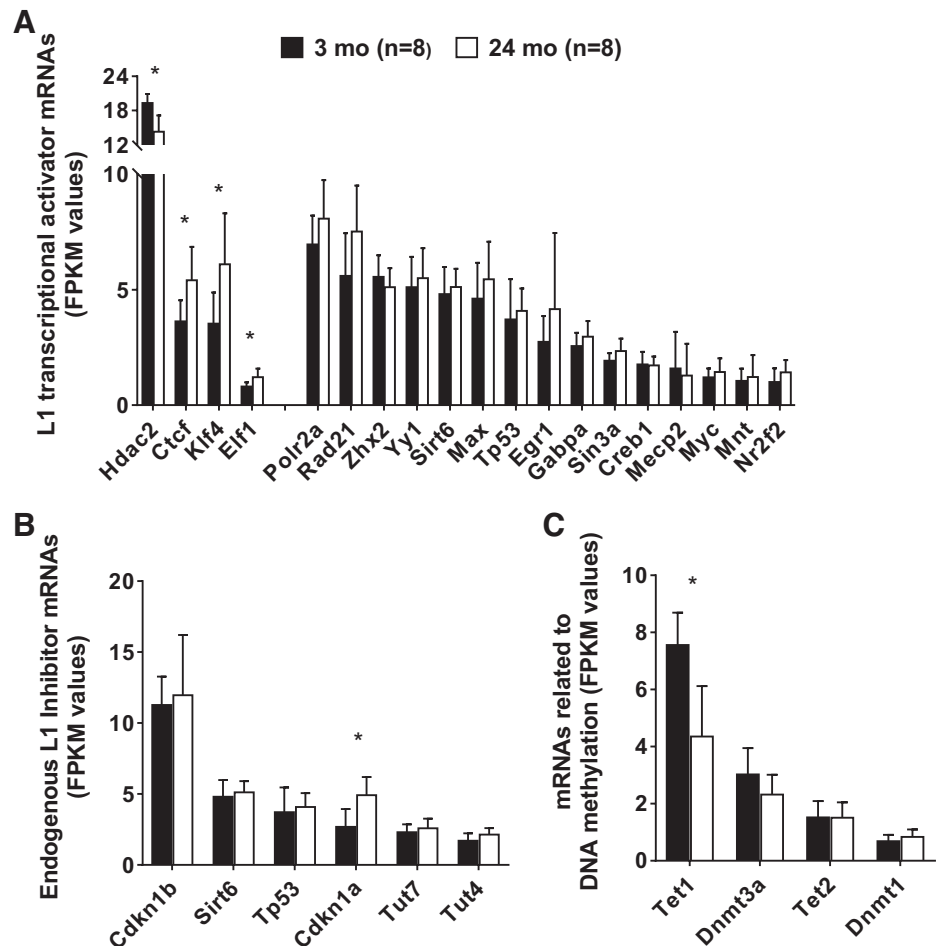 A
3 mo (n=8)
24 mo (n=8)
L1 transcriptional activator mRNAs
(FPKM values)
24
18
12
10
5
0
*
*
*
*
Hdac2
Ctcf
Klf4
Elf1
Polr2a
Rad21
Zhx2
Yy1
Sirt6
Max
Tp53
Egr1
Gabpa
Sin3a
Creb1
Mecp2
Myc
Mnt
Nr2f2
B
Endogenous L1 Inhibitor mRNAs
(FPKM values)
20
15
10
5
0
*
Cdkn1b
Sirt6
Tp53
Cdkn1a
Tut7
Tut4
C
mRNAs related to
DNA methylation (FPKM values)
10
8
6
4
2
0
*
Tet1
Dnmt3a
Tet2
Dnmt1